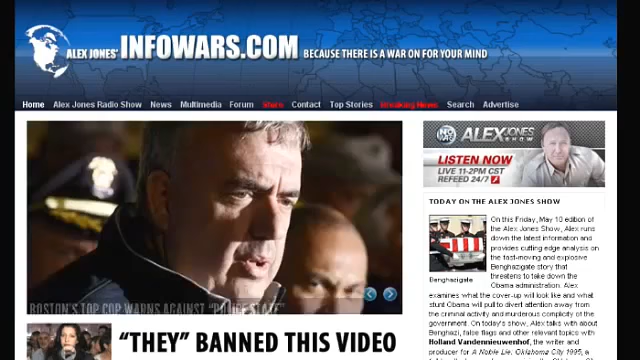 ALEX JONES' INFOWARS.COM BECAUSE THERE IS A WAR ON FOR YOUR MIND
Home Alex Jones Radio Show News Multimedia Forum Store Contact Top Stories Breaking News Search Advertise
BOSTON'S TOP COP WARNS AGAINST "POLICE STATE"
"THEY" BANNED THIS VIDEO
INFO WARS ALEX JONES SHOW
LISTEN NOW
LIVE 11-2PM CST
REFEED 24/7
TODAY ON THE ALEX JONES SHOW
Benghazigate
On this Friday, May 10 edition of
the Alex Jones Show, Alex runs
down the latest information and
provides cutting edge analysis on
the fast-moving and explosive
Benghazigate story that
threatens to take down the
Obama administration. Alex
examines what the cover-up will look like and what
stunt Obama will pull to divert attention away from
the criminal activity and murderous complicity of the
government. On today's show, Alex talks with about
Benghazi, false flags and other relevant topics with
Holland Vandennieuwenhof, the writer and
producer for A Noble Lie, Oklahoma City 1995, a